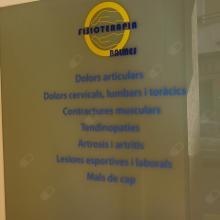 FISIOTERAPIA
BALMES
Dolors articulars
Dolors cervicals, lumbars i toràcics
Contractures musculars
Tendinopaties
Artrosis i artritis
Lesions esportives i laborals
Mals de cap